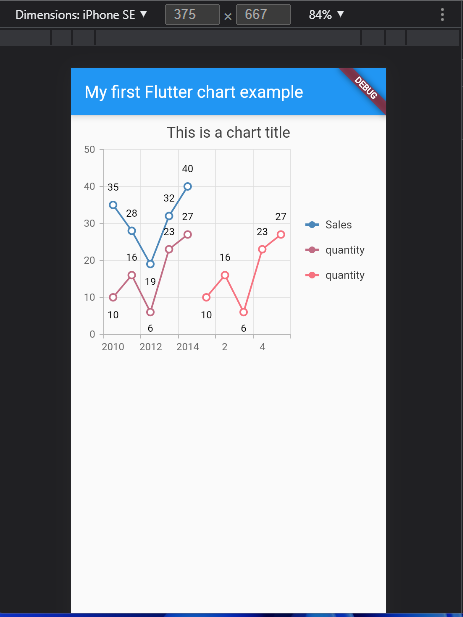 Dimensions: iPhone SE ▼ 375 × 667 84% ▼
My first Flutter chart example
DEBUG
This is a chart title
50
40
30
20
10
0
35
28
19
32
40
10
16
6
23
27
10
16
6
23
27
2010 2012 2014 2 4
Sales
quantity
quantity